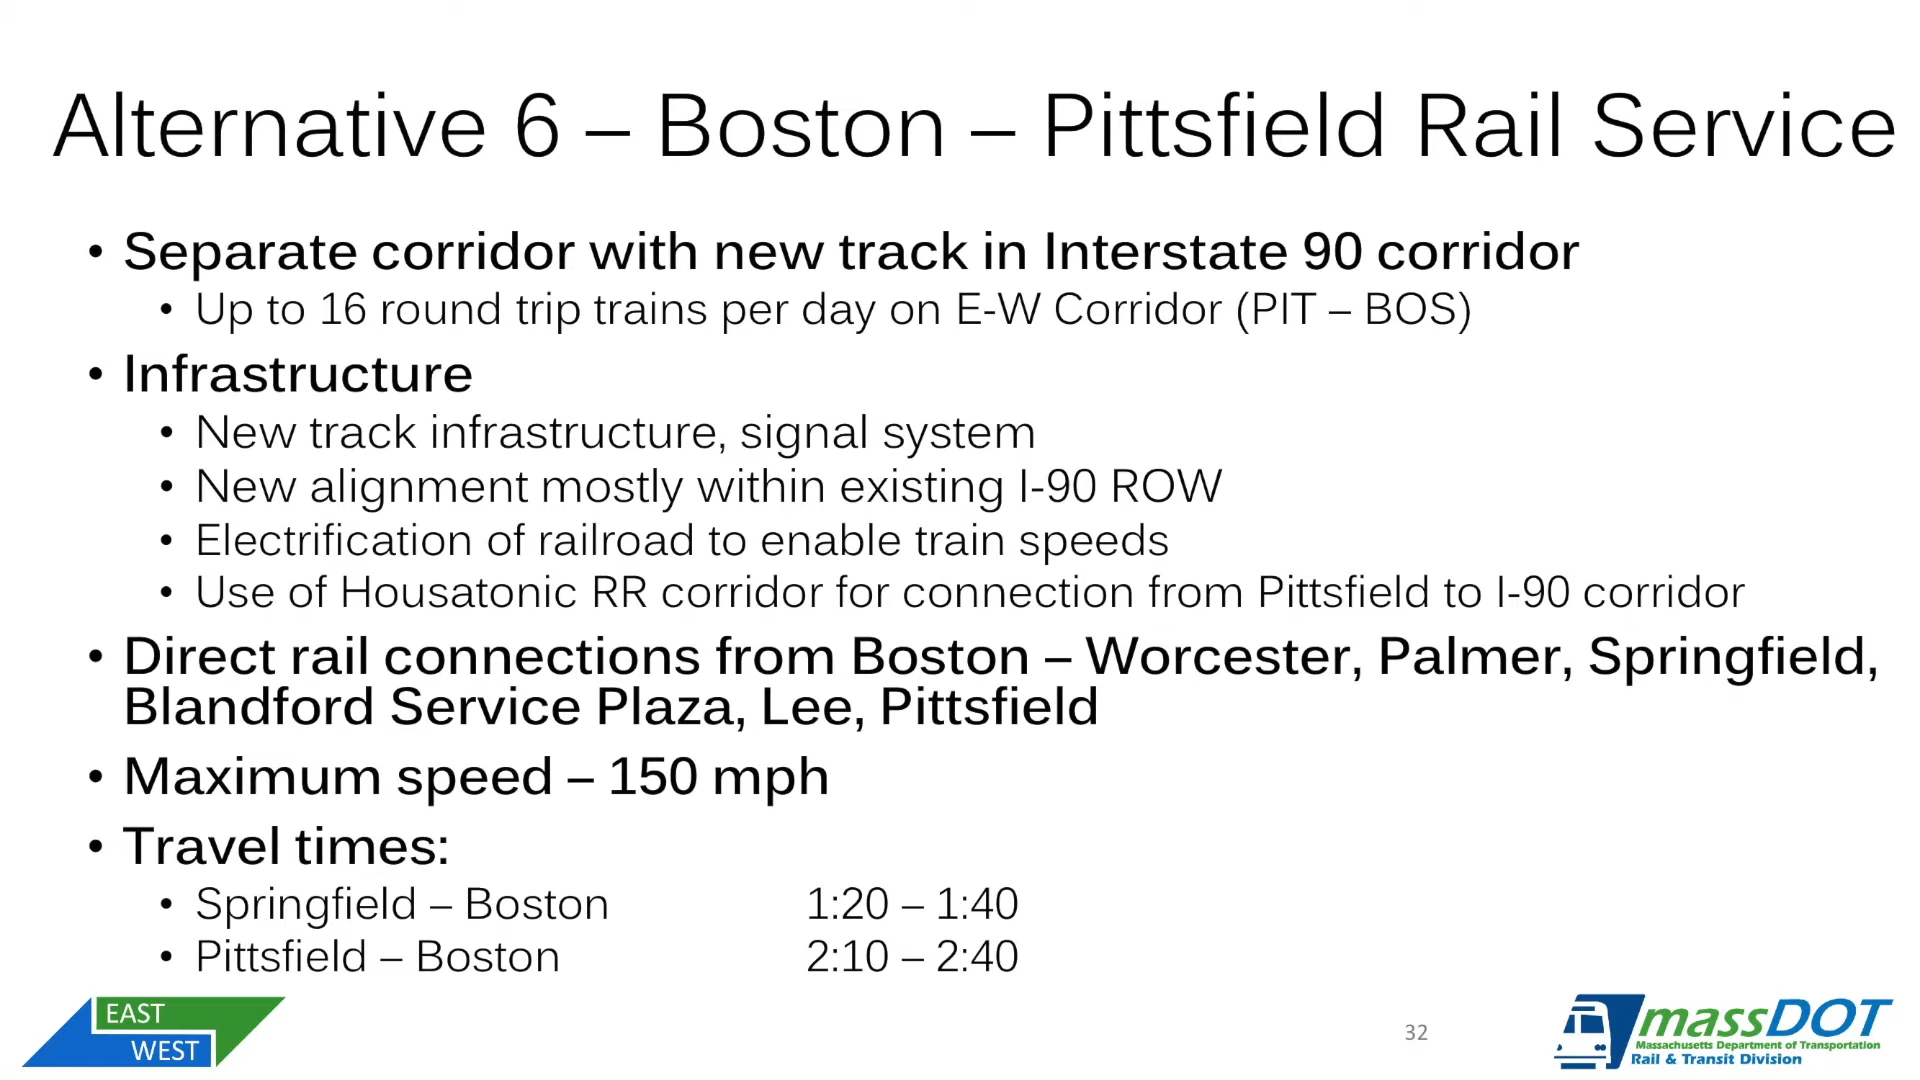 Alternative 6 – Boston – Pittsfield Rail Service
• Separate corridor with new track in Interstate 90 corridor
• Up to 16 round trip trains per day on E-W Corridor (PIT – BOS)
• Infrastructure
• New track infrastructure, signal system
• New alignment mostly within existing I-90 ROW
• Electrification of railroad to enable train speeds
• Use of Housatonic RR corridor for connection from Pittsfield to I-90 corridor
• Direct rail connections from Boston – Worcester, Palmer, Springfield,
Blandford Service Plaza, Lee, Pittsfield
• Maximum speed – 150 mph
• Travel times:
• Springfield – Boston 1:20 – 1:40
• Pittsfield – Boston 2:10 – 2:40
EAST
WEST
32
massDOT
Massachusetts Department of Transportation
Rail & Transit Division